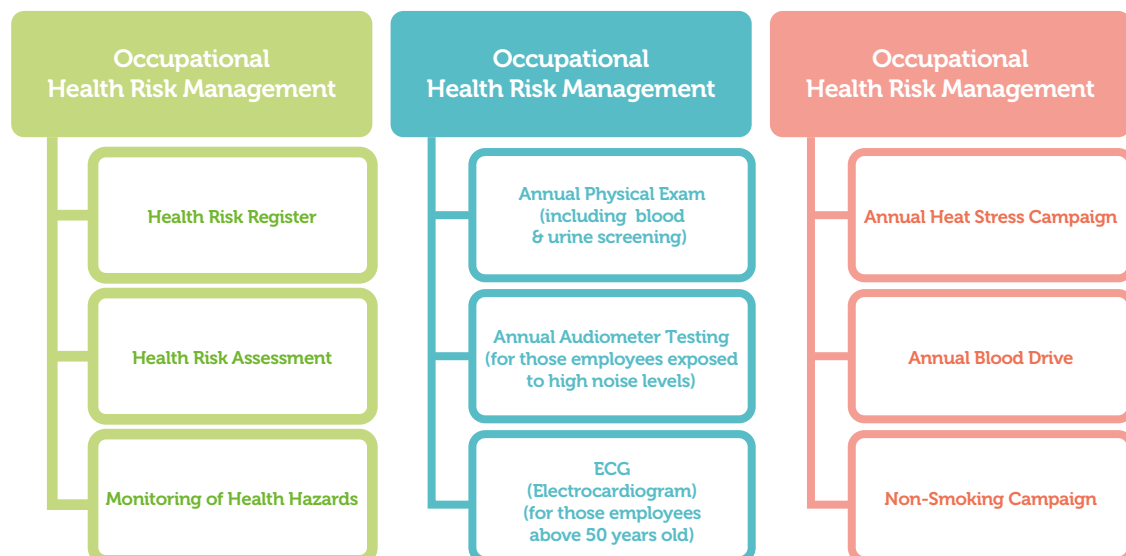 Occupational
Health Risk Management
Health Risk Register
Health Risk Assessment
Monitoring of Health Hazards
Occupational
Health Risk Management
Annual Physical Exam
(including blood
& urine screening)
Annual Audiometer Testing
(for those employees exposed
to high noise levels)
ECG
(Electrocardiogram)
(for those employees
above 50 years old)
Occupational
Health Risk Management
Annual Heat Stress Campaign
Annual Blood Drive
Non-Smoking Campaign